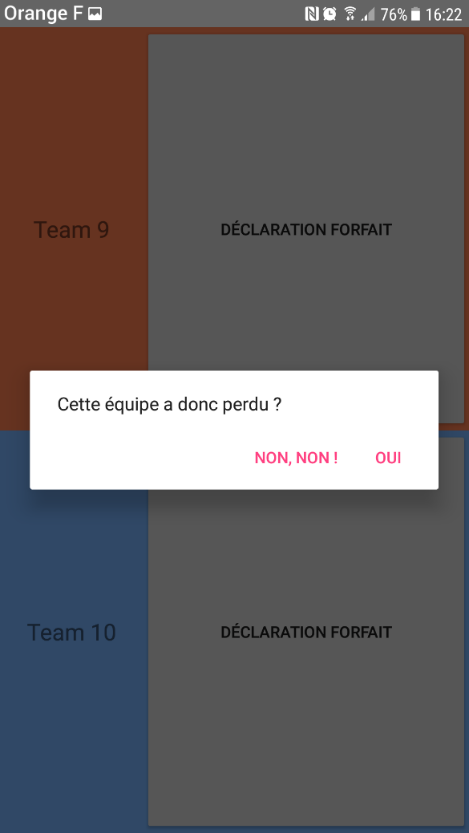 Orange F 76% 16:22
Team 9
DÉCLARATION FORFAIT
Cette équipe a donc perdu ?
NON, NON ! OUI
Team 10
DÉCLARATION FORFAIT